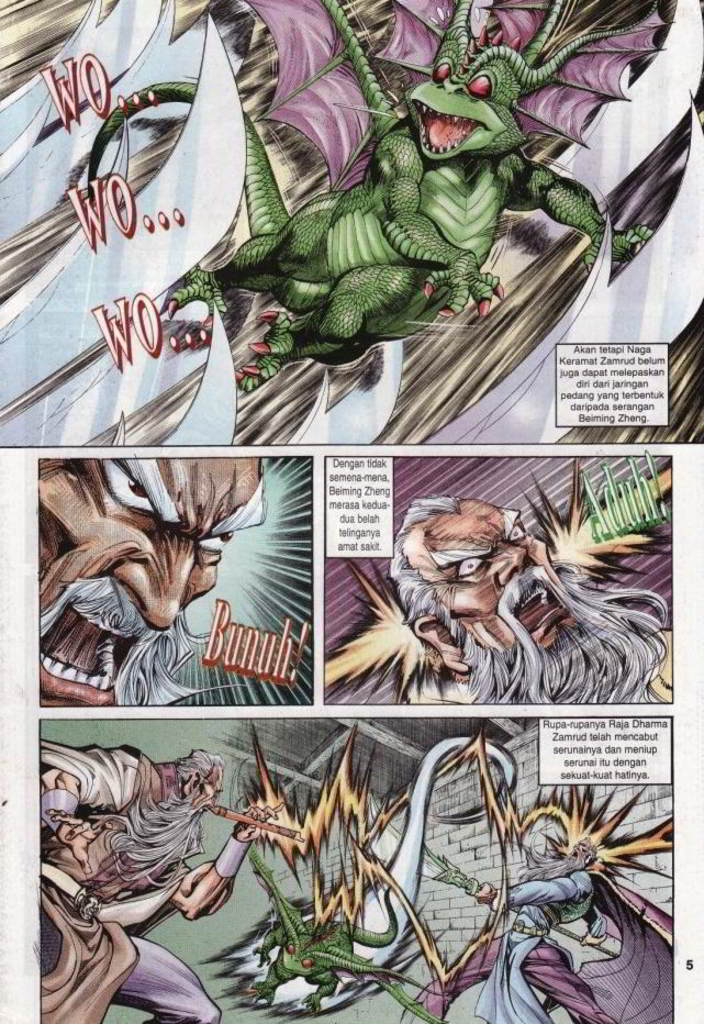 WO...
WO...
WO...
Akan tetapi Naga
Keramat Zamrud belum
juga dapat melepaskan
diri dari jaringan
pedang yang terbentuk
daripada serangan
Beiming Zheng.
Bunuh!
Dengan tidak
semena-mena,
Beiming Zheng
merasa kedua-
dua belah
telinganya
amat sakit.
Aduh!
Rupa-rupanya Raja Dharma
Zamrud telah mencabut
serunainya dan meniup
serunai itu dengan
sekuat-kuat hatinya.
5